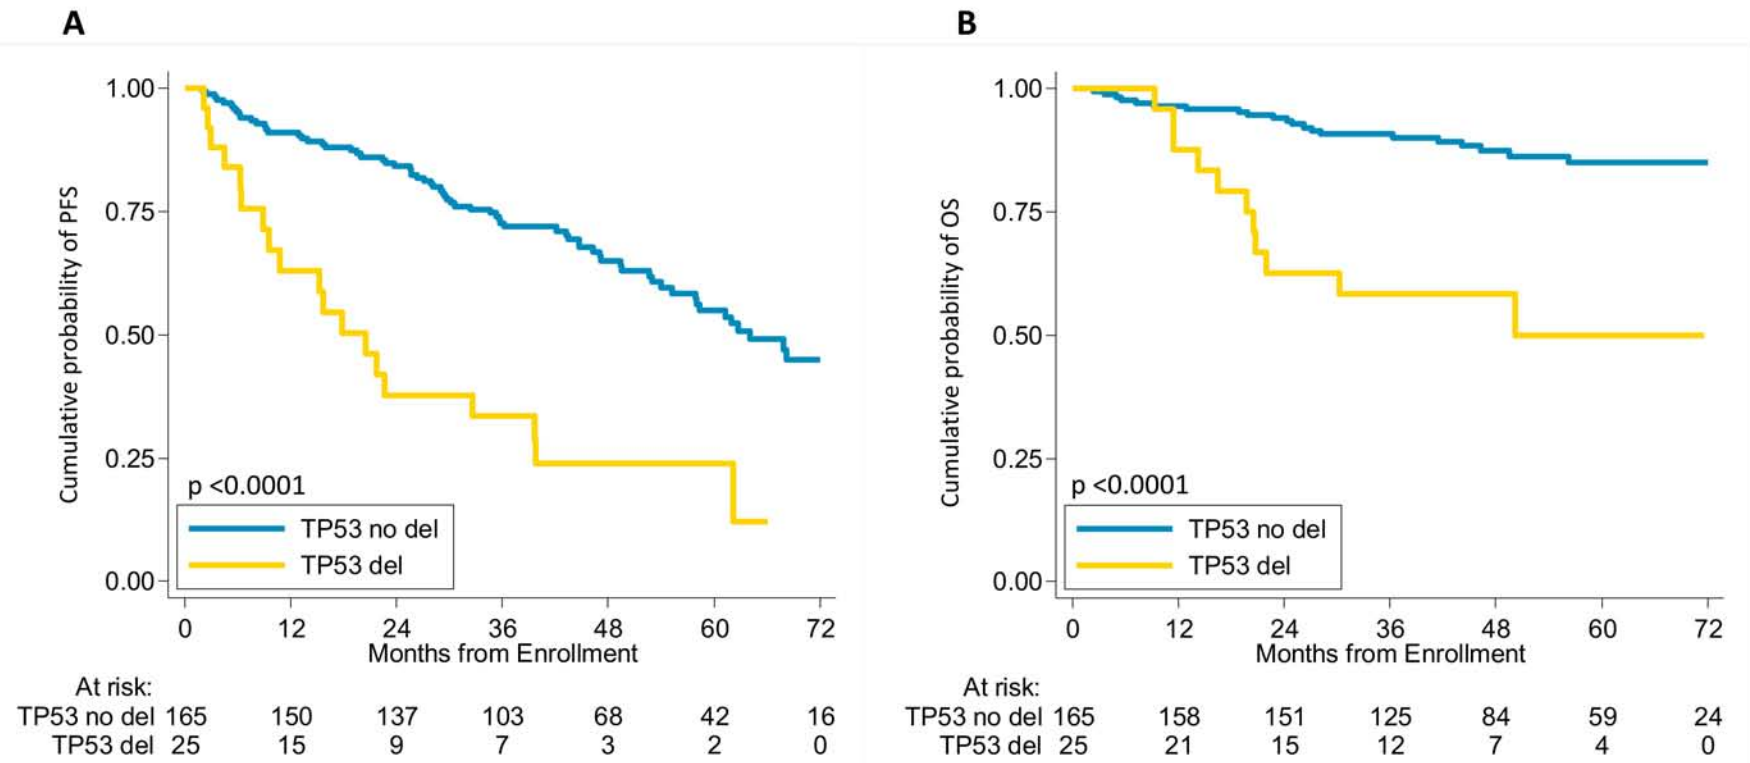 A
1.00
0.75
0.50
0.25
0.00
Cumulative probability of PFS
p <0.0001
TP53 no del
TP53 del
0 12 24 36 48 60 72
Months from Enrollment
At risk:
TP53 no del 165 150 137 103 68 42 16
TP53 del 25 15 9 7 3 2 0
B
1.00
0.75
0.50
0.25
0.00
Cumulative probability of OS
p <0.0001
TP53 no del
TP53 del
0 12 24 36 48 60 72
Months from Enrollment
At risk:
TP53 no del 165 158 151 125 84 59 24
TP53 del 25 21 15 12 7 4 0